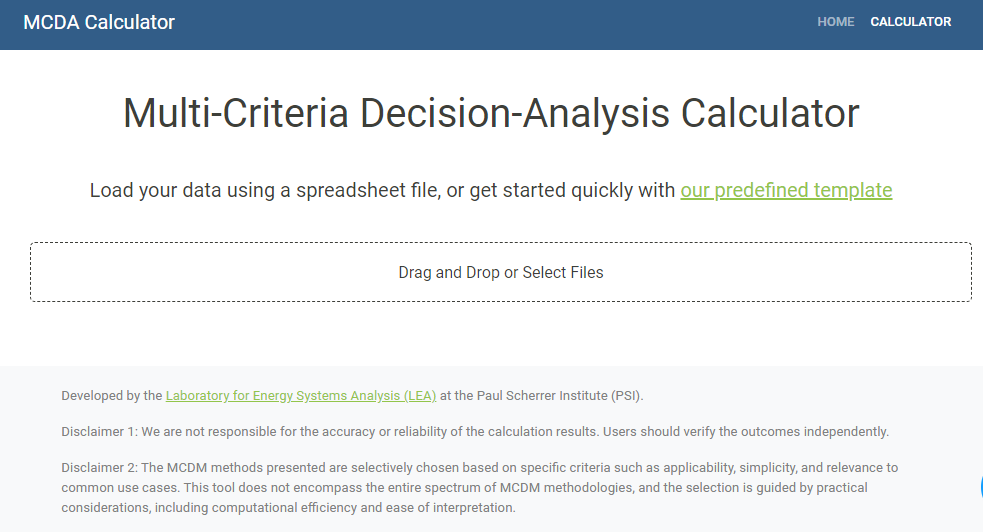 MCDA Calculator
HOME CALCULATOR
Multi-Criteria Decision-Analysis Calculator
Load your data using a spreadsheet file, or get started quickly with our predefined template
Drag and Drop or Select Files
Developed by the Laboratory for Energy Systems Analysis (LEA) at the Paul Scherrer Institute (PSI).
Disclaimer 1: We are not responsible for the accuracy or reliability of the calculation results. Users should verify the outcomes independently.
Disclaimer 2: The MCDM methods presented are selectively chosen based on specific criteria such as applicability, simplicity, and relevance to
common use cases. This tool does not encompass the entire spectrum of MCDM methodologies, and the selection is guided by practical
considerations, including computational efficiency and ease of interpretation.